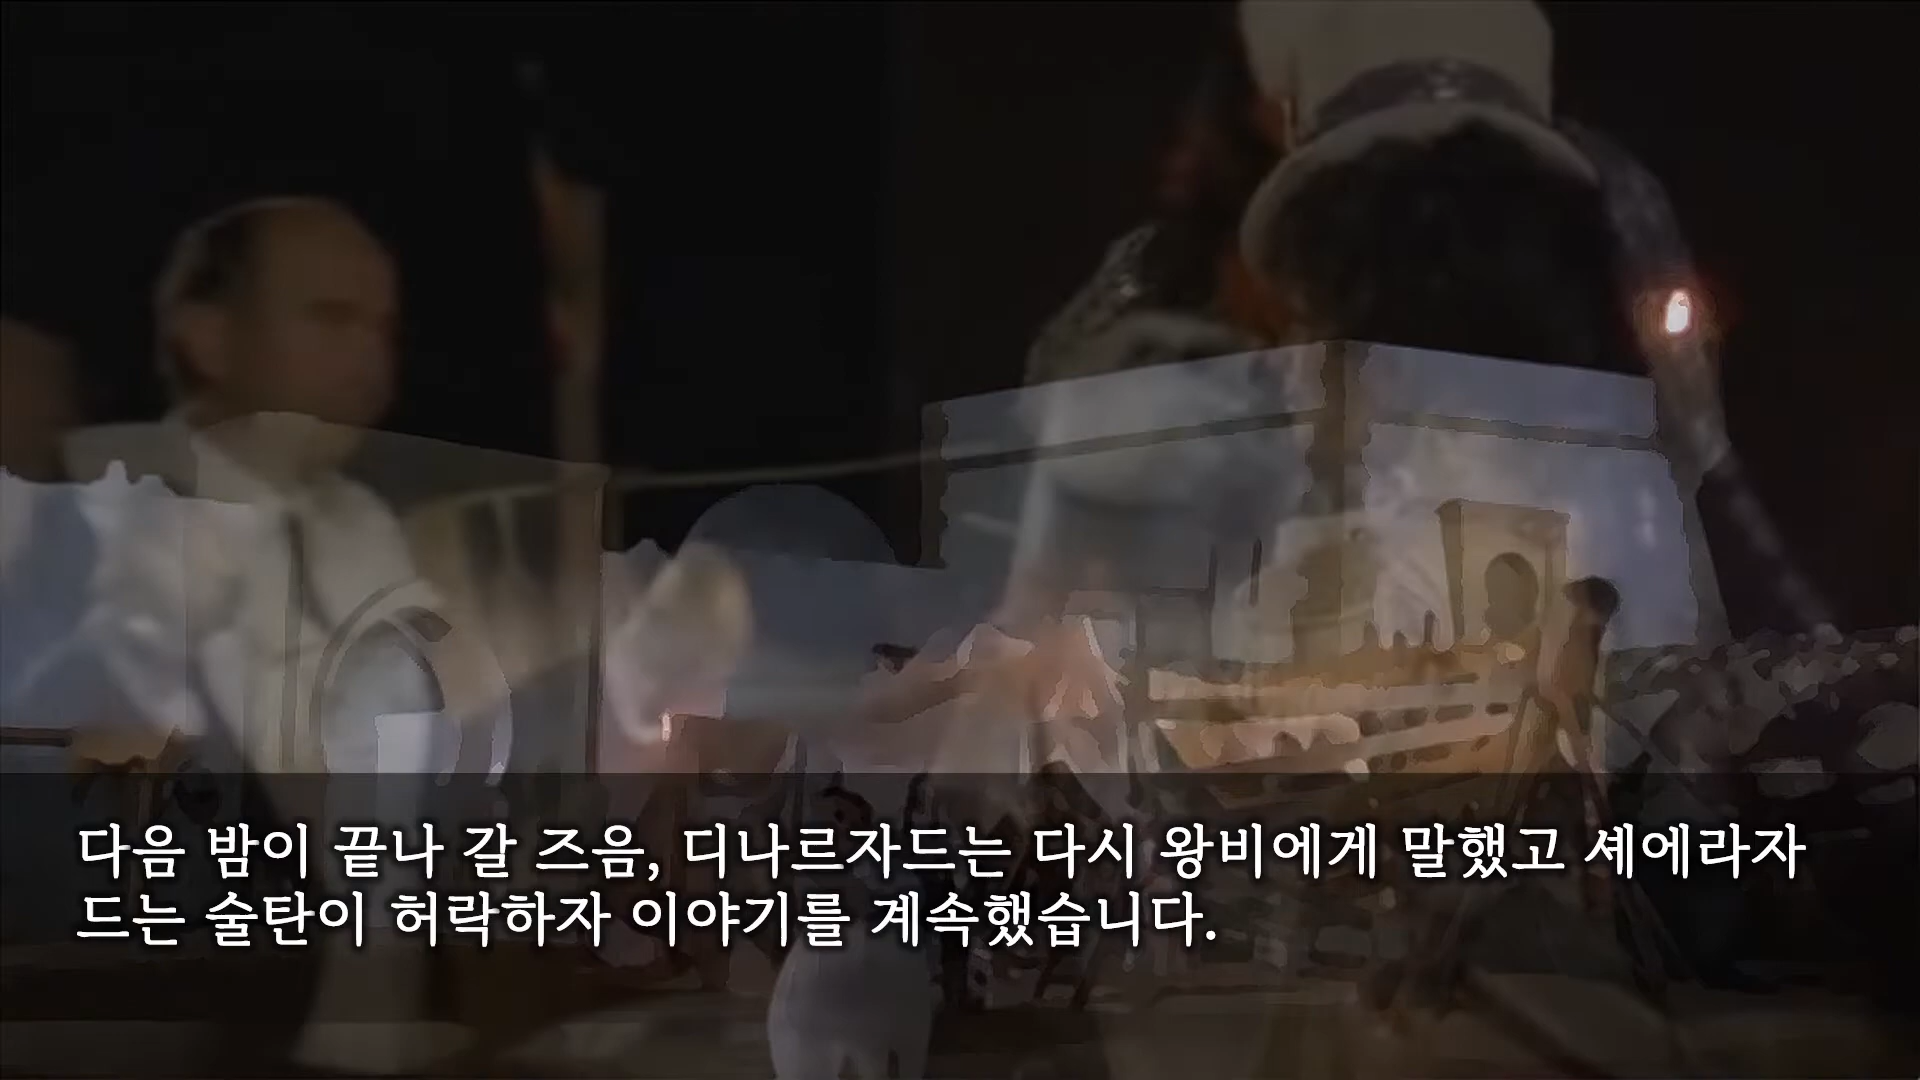 다음 밤이 끝나 갈 즈음, 디나르자드는 다시 왕비에게 말했고 셰에라자
드는 술탄이 허락하자 이야기를 계속했습니다.